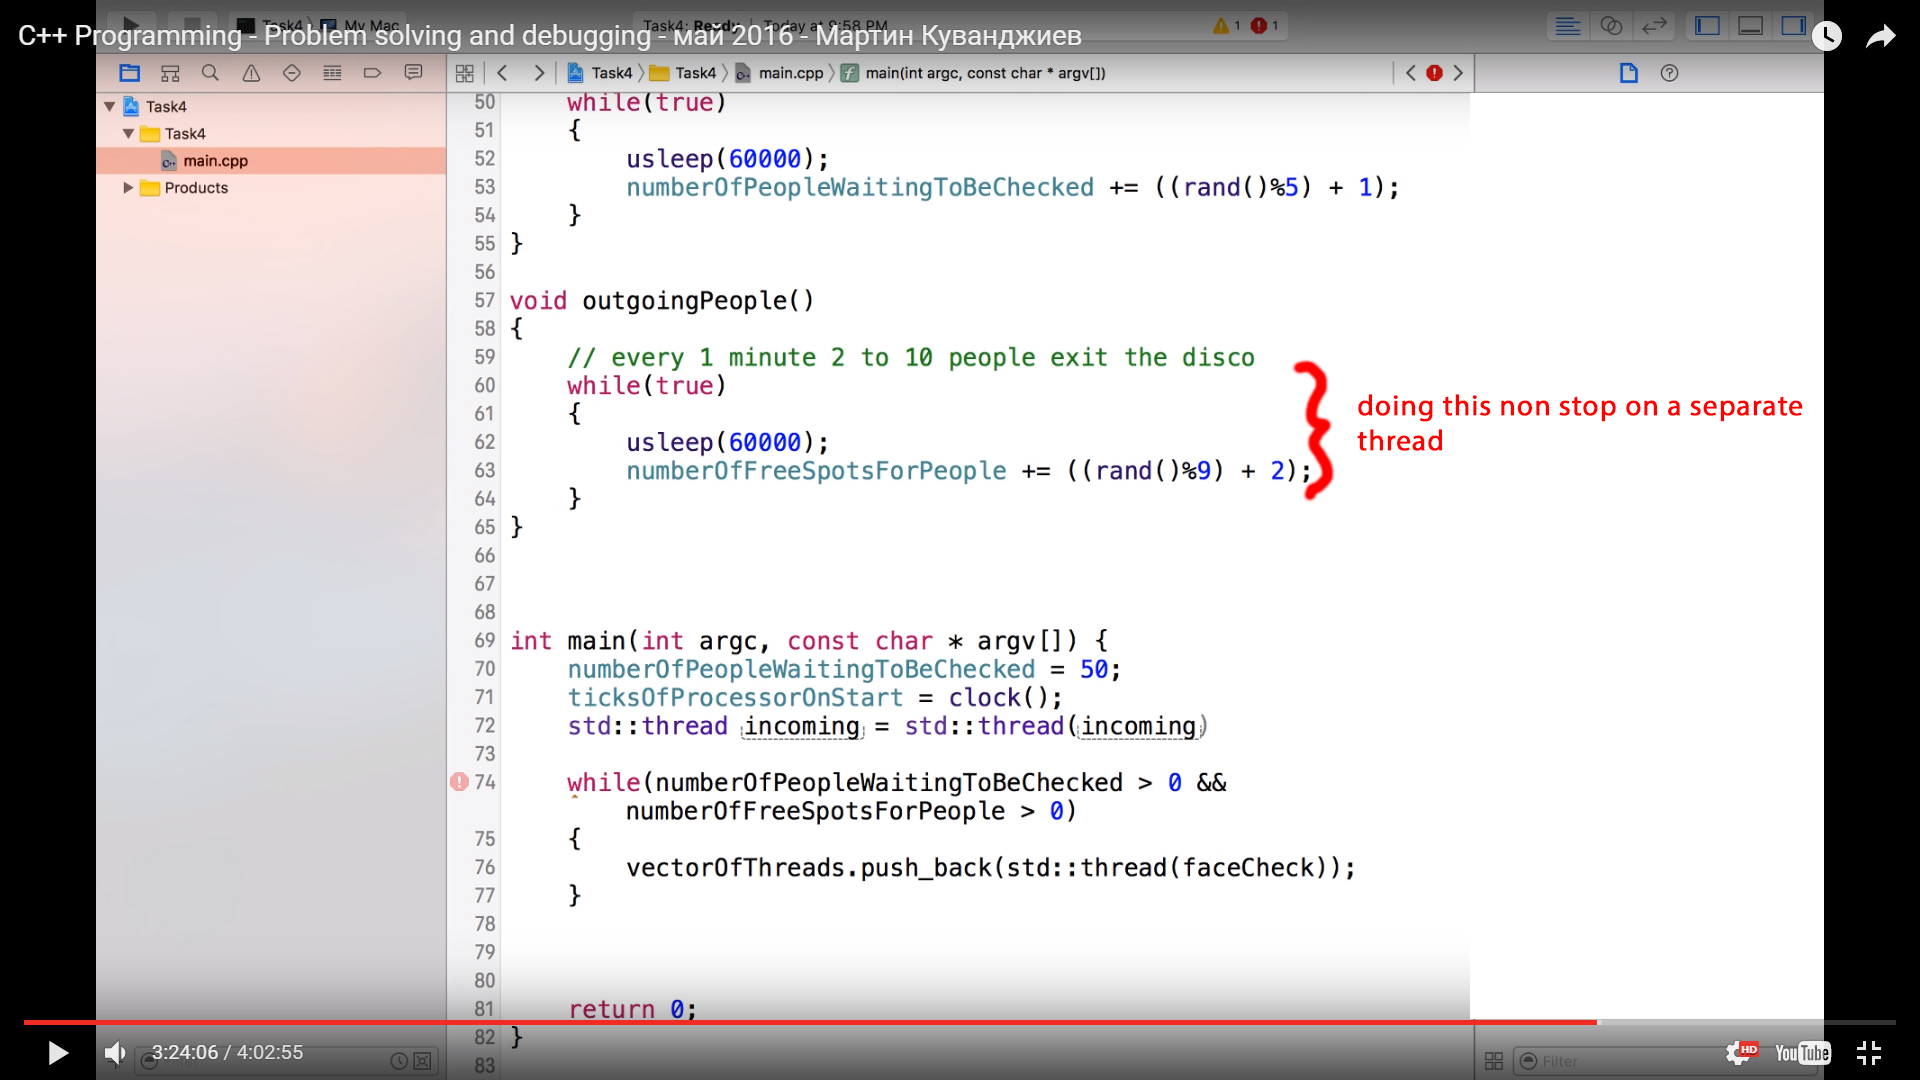 C++ Programming - Problem solving and debugging - май 2016 - Мартин Куванджиев
Task4 My Mac
Task4: Ready Today at 9:58 PM
1 1
Task4 Task4 main.cpp main(int argc, const char * argv[])
Task4
Task4
main.cpp
Products
50 while(true)
51 {
52 usleep(60000);
53 numberOfPeopleWaitingToBeChecked += ((rand()%5) + 1);
54 }
55 }
56
57 void outgoingPeople()
58 {
59 // every 1 minute 2 to 10 people exit the disco
60 while(true)
61 {
62 usleep(60000);
63 numberOfFreeSpotsForPeople += ((rand()%9) + 2);
64 }
65 }
66
67
68
69 int main(int argc, const char * argv[]) {
70 numberOfPeopleWaitingToBeChecked = 50;
71 ticksOfProcessorOnStart = clock();
72 std::thread incoming = std::thread(incoming)
73
74 while(numberOfPeopleWaitingToBeChecked > 0 &&
numberOfFreeSpotsForPeople > 0)
75 {
76 vectorOfThreads.push_back(std::thread(faceCheck));
77 }
78
79
80
81 return 0;
82 }
83
doing this non stop on a separate
thread
3:24:06 / 4:02:55
Filter
HD
YouTube